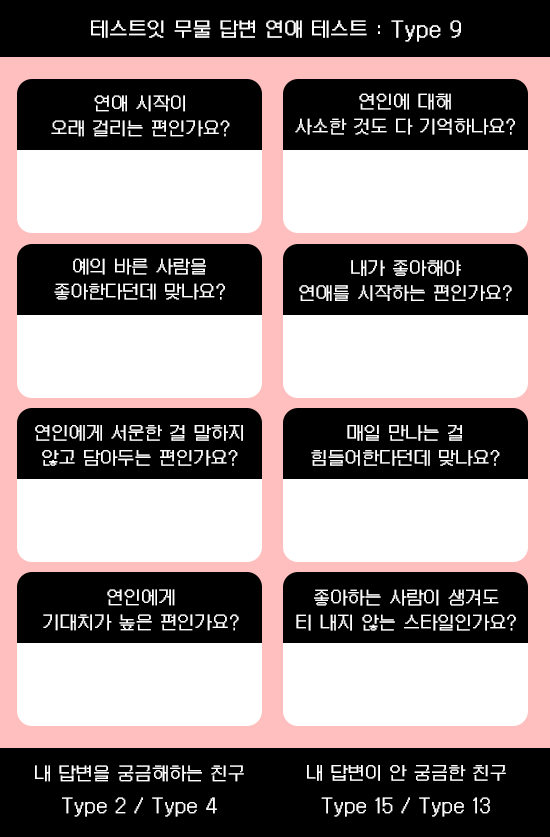 테스트잇 무물 답변 연애 테스트 : Type 9
연애 시작이
오래 걸리는 편인가요?
연인에 대해
사소한 것도 다 기억하나요?
예의 바른 사람을
좋아한다던데 맞나요?
내가 좋아해야
연애를 시작하는 편인가요?
연인에게 서운한 걸 말하지
않고 담아두는 편인가요?
매일 만나는 걸
힘들어한다던데 맞나요?
연인에게
기대치가 높은 편인가요?
좋아하는 사람이 생겨도
티 내지 않는 스타일인가요?
내 답변을 궁금해하는 친구
Type 2 / Type 4
내 답변이 안 궁금한 친구
Type 15 / Type 13